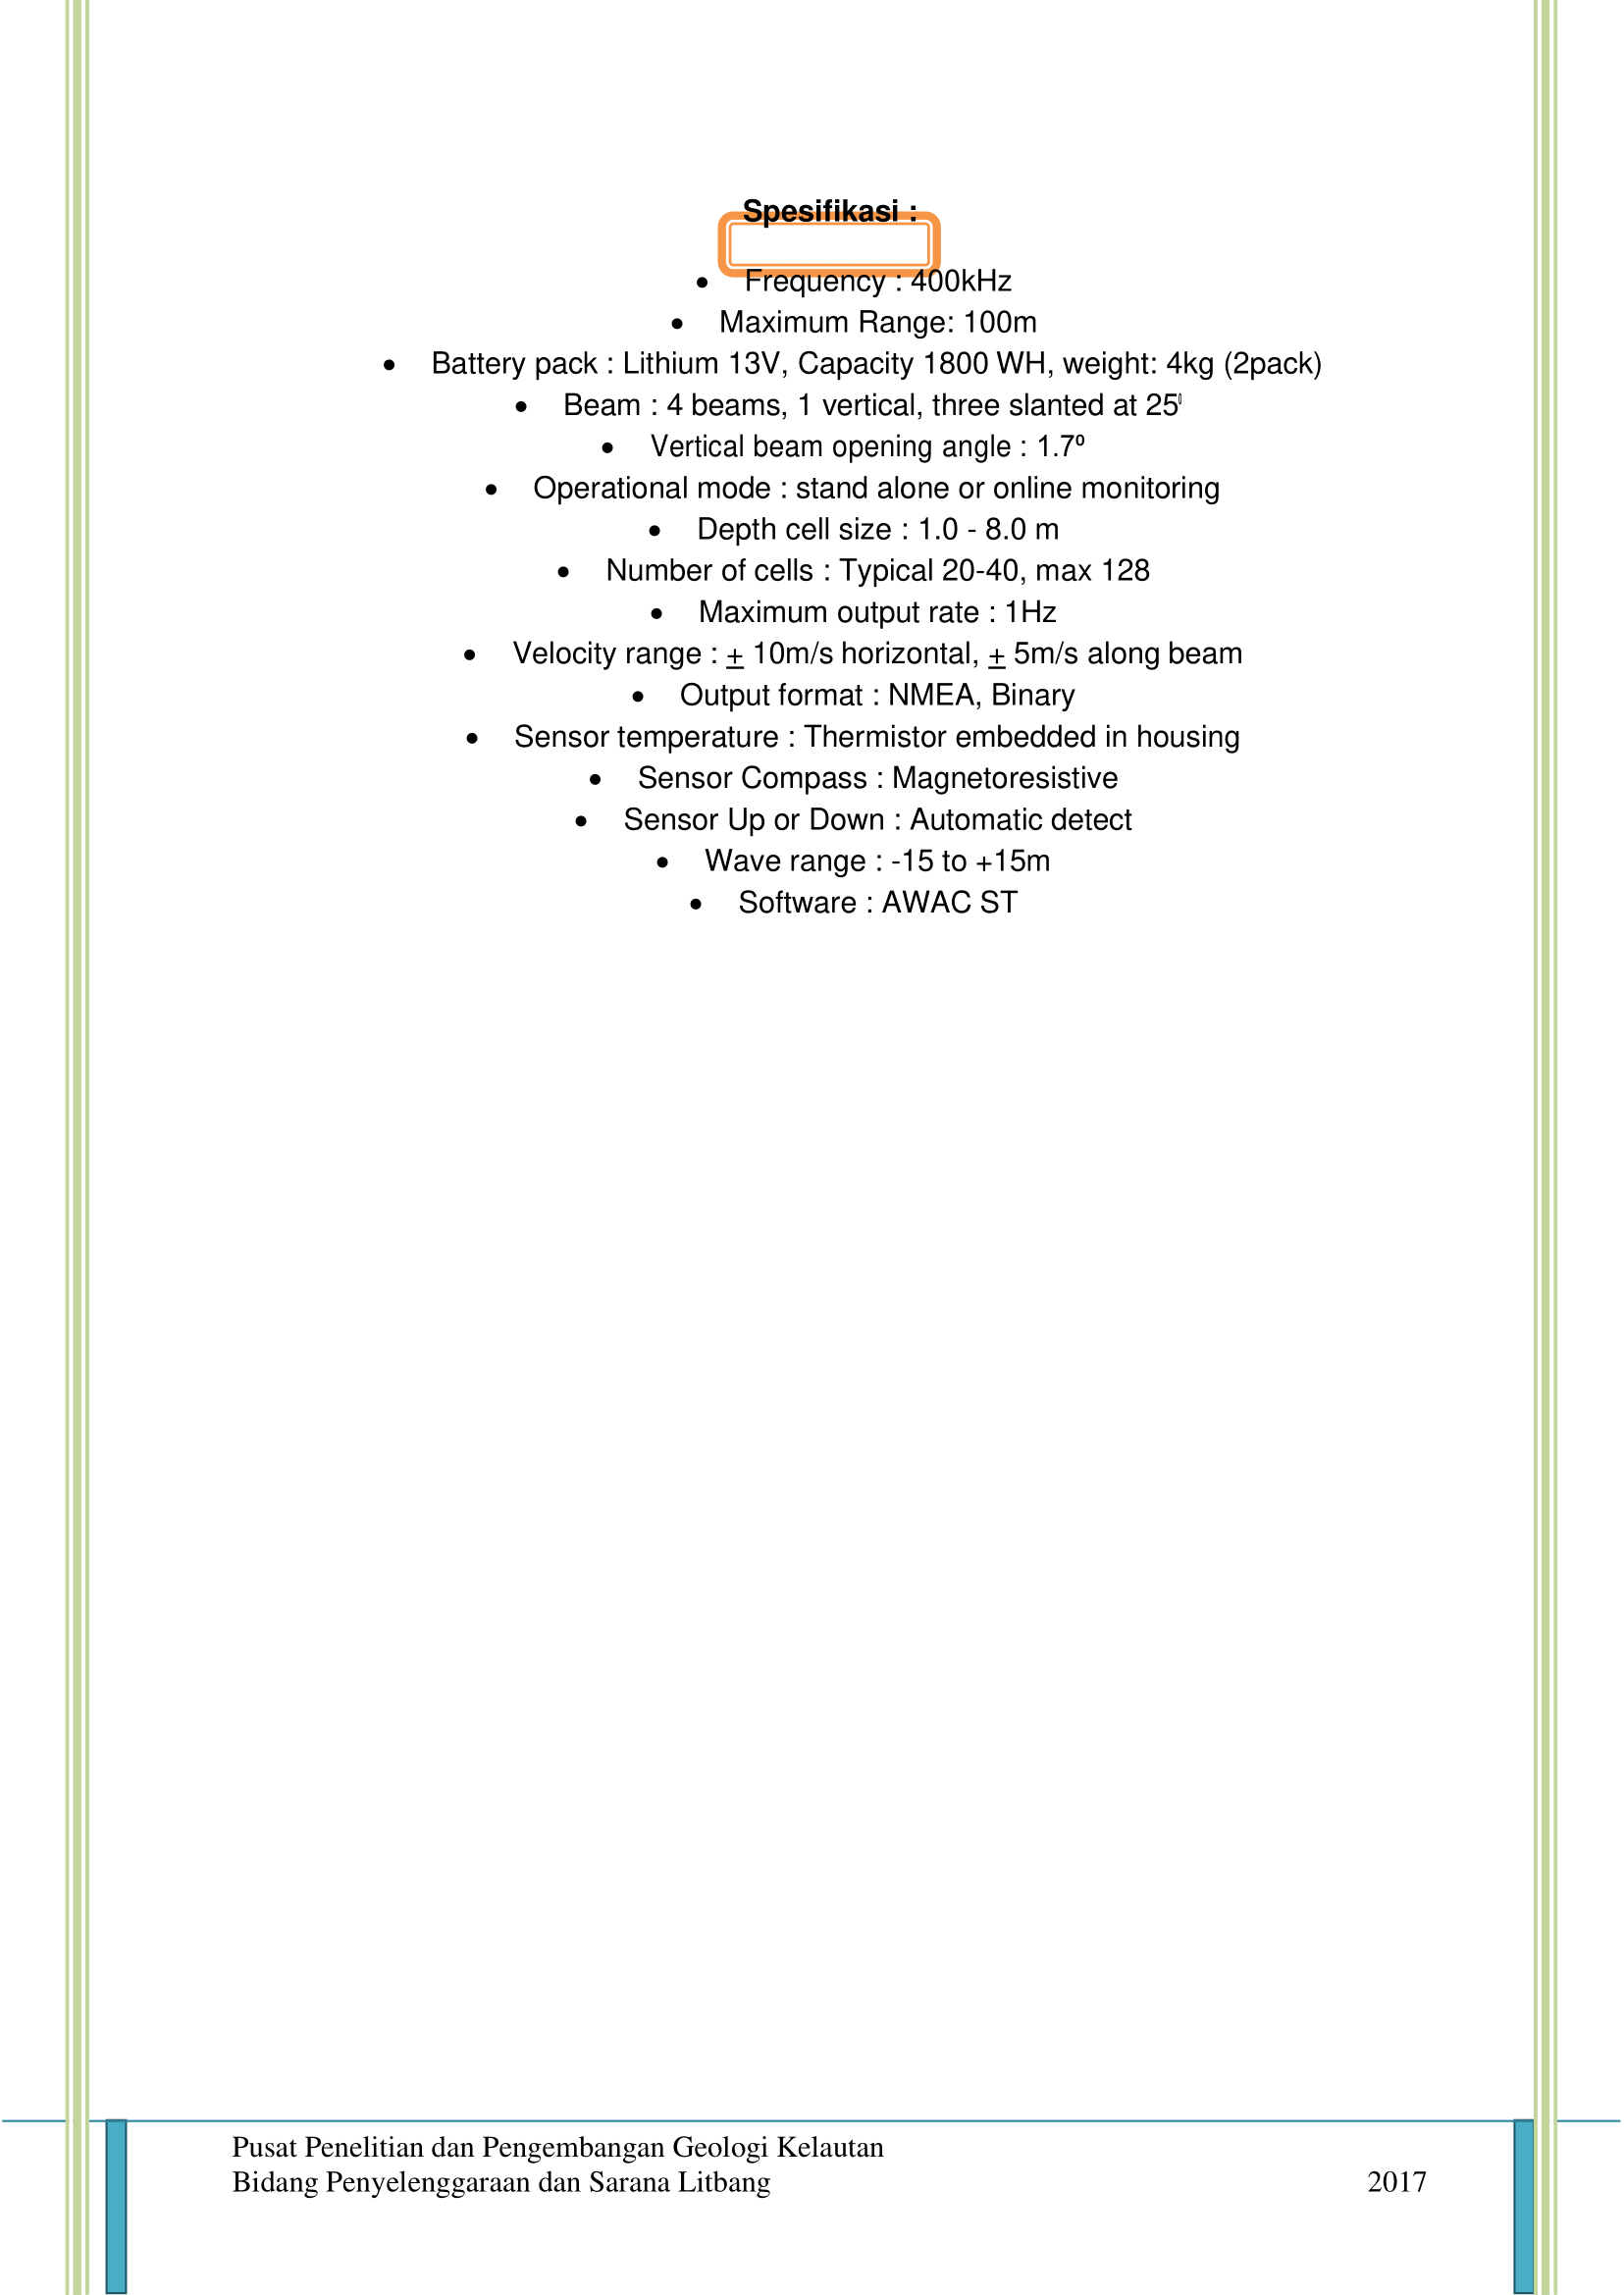 Spesifikasi :
• Frequency : 400kHz
• Maximum Range: 100m
• Battery pack : Lithium 13V, Capacity 1800 WH, weight: 4kg (2pack)
• Beam : 4 beams, 1 vertical, three slanted at 25⁰
• Vertical beam opening angle : 1.7º
• Operational mode : stand alone or online monitoring
• Depth cell size : 1.0 - 8.0 m
• Number of cells : Typical 20-40, max 128
• Maximum output rate : 1Hz
• Velocity range : ± 10m/s horizontal, ± 5m/s along beam
• Output format : NMEA, Binary
• Sensor temperature : Thermistor embedded in housing
• Sensor Compass : Magnetoresistive
• Sensor Up or Down : Automatic detect
• Wave range : -15 to +15m
• Software : AWAC ST
Pusat Penelitian dan Pengembangan Geologi Kelautan
Bidang Penyelenggaraan dan Sarana Litbang 2017